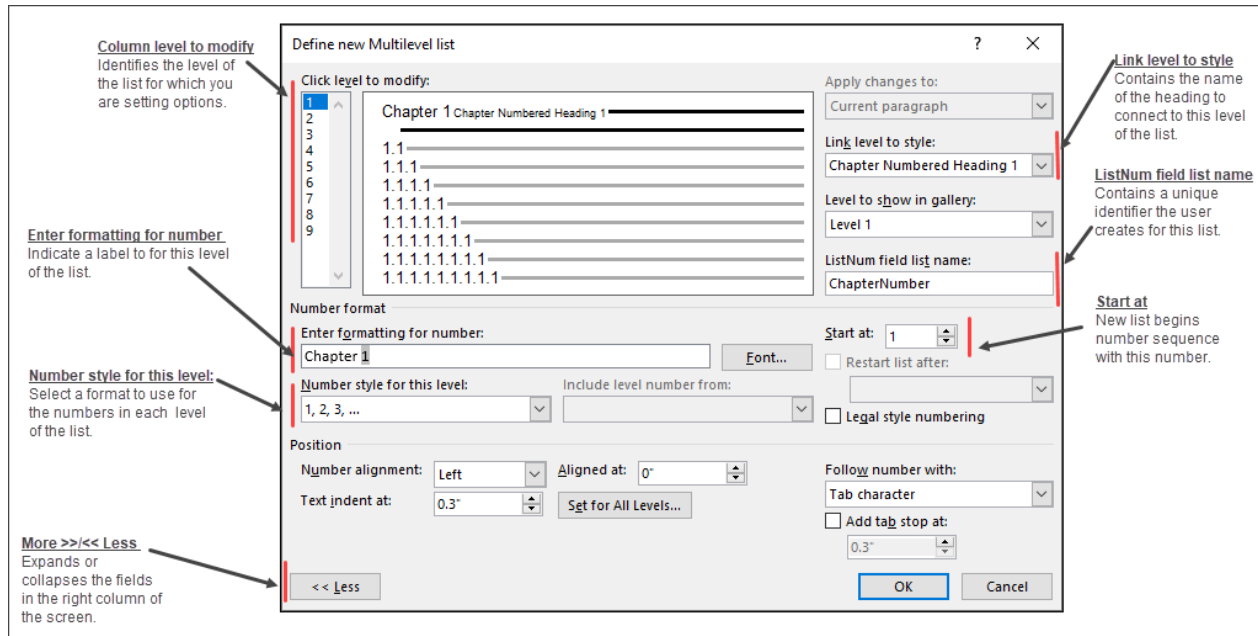 Column level to modify
Identifies the level of
the list for which you
are setting options.
Enter formatting for number
Indicate a label to for this level
of the list.
Number style for this level:
Select a format to use for
the numbers in each level
of the list.
More >>/<< Less
Expands or
collapses the fields
in the right column of
the screen.
Define new Multilevel list
?
Click level to modify:
1
2
3
4
5
6
7
8
9
Chapter 1 Chapter Numbered Heading 1
1.1
1.1.1
1.1.1.1
1.1.1.1.1
1.1.1.1.1.1
1.1.1.1.1.1.1
1.1.1.1.1.1.1.1
1.1.1.1.1.1.1.1.1
Apply changes to:
Current paragraph
Link level to style:
Chapter Numbered Heading 1
Level to show in gallery:
Level 1
ListNum field list name:
ChapterNumber
Number format
Enter formatting for number:
Chapter 1
Font...
Number style for this level:
1, 2, 3, ...
Include level number from:
Start at: 1
Restart list after:
Legal style numbering
Position
Number alignment: Left
Aligned at: 0"
Text indent at: 0.3"
Set for All Levels...
Follow number with:
Tab character
Add tab stop at:
0.3"
<< Less
OK
Cancel
Link level to style
Contains the name
of the heading to
connect to this level
of the list.
ListNum field list name
Contains a unique
identifier the user
creates for this list.
Start at
New list begins
number sequence
with this number.